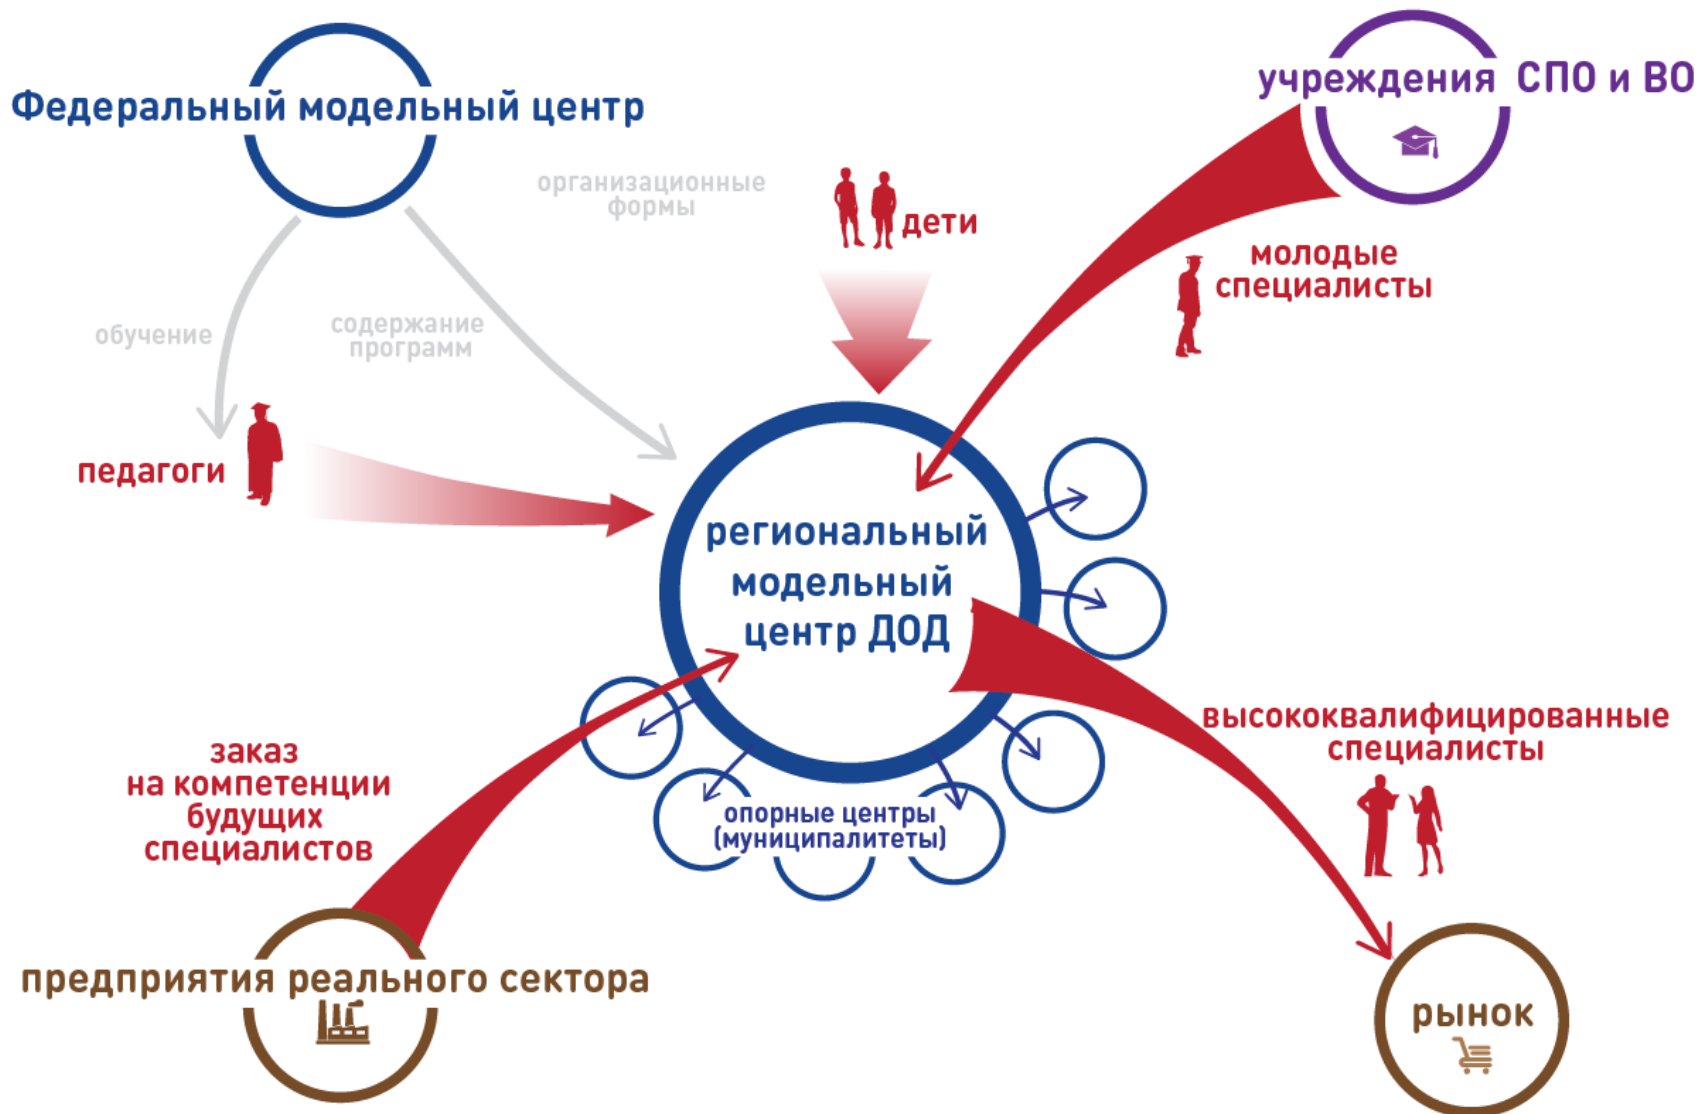 Федеральный модельный центр
учреждения СПО и ВО
организационные
формы
дети
молодые
специалисты
обучение
содержание
программ
педагоги
региональный
модельный
центр ДОД
высококвалифицированные
специалисты
заказ
на компетенции
будущих
специалистов
опорные центры
(муниципалитеты)
предприятия реального сектора
рынок